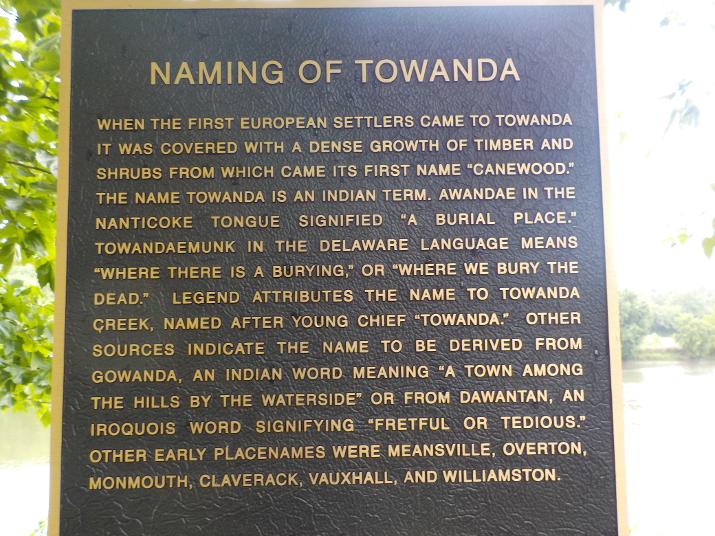 NAMING OF TOWANDA
WHEN THE FIRST EUROPEAN SETTLERS CAME TO TOWANDA
IT WAS COVERED WITH A DENSE GROWTH OF TIMBER AND
SHRUBS FROM WHICH CAME ITS FIRST NAME “CANEWOOD.”
THE NAME TOWANDA IS AN INDIAN TERM. AWANDAE IN THE
NANTICOKE TONGUE SIGNIFIED “A BURIAL PLACE.”
TOWANDAEMUNK IN THE DELAWARE LANGUAGE MEANS
“WHERE THERE IS A BURYING,” OR “WHERE WE BURY THE
DEAD.” LEGEND ATTRIBUTES THE NAME TO TOWANDA
CREEK, NAMED AFTER YOUNG CHIEF “TOWANDA.” OTHER
SOURCES INDICATE THE NAME TO BE DERIVED FROM
GOWANDA, AN INDIAN WORD MEANING “A TOWN AMONG
THE HILLS BY THE WATERSIDE” OR FROM DAWANTAN, AN
IROQUOIS WORD SIGNIFYING “FRETFUL OR TEDIOUS.”
OTHER EARLY PLACENAMES WERE MEANSVILLE, OVERTON,
MONMOUTH, CLAVERACK, VAUXHALL, AND WILLIAMSTON.